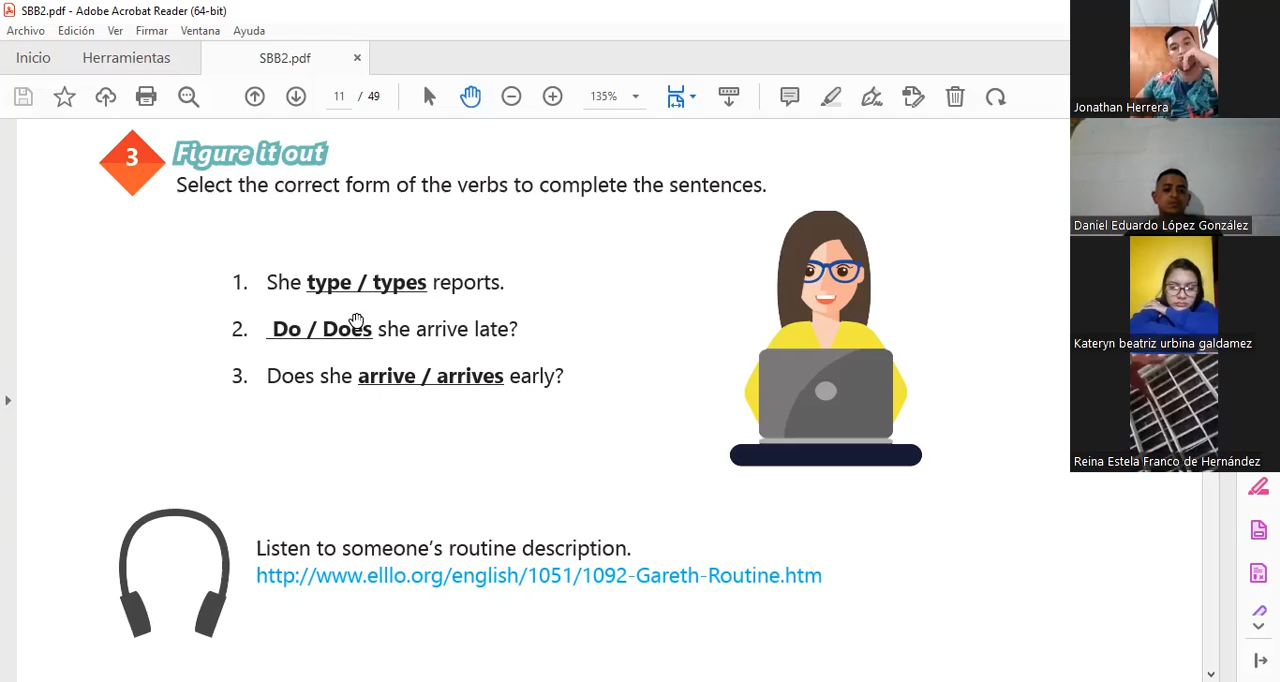 SBB2.pdf - Adobe Acrobat Reader (64-bit)
Archivo Edición Ver Firmar Ventana Ayuda
Inicio Herramientas SBB2.pdf ×
11 / 49 135%
3 Figure it out
Select the correct form of the verbs to complete the sentences.
1. She type / types reports.
2. Do / Does she arrive late?
3. Does she arrive / arrives early?
Listen to someone’s routine description.
http://www.elllo.org/english/1051/1092-Gareth-Routine.htm
Jonathan Herrera
Daniel Eduardo López González
Kateryn beatriz urbina galdamez
Reina Estela Franco de Hernández